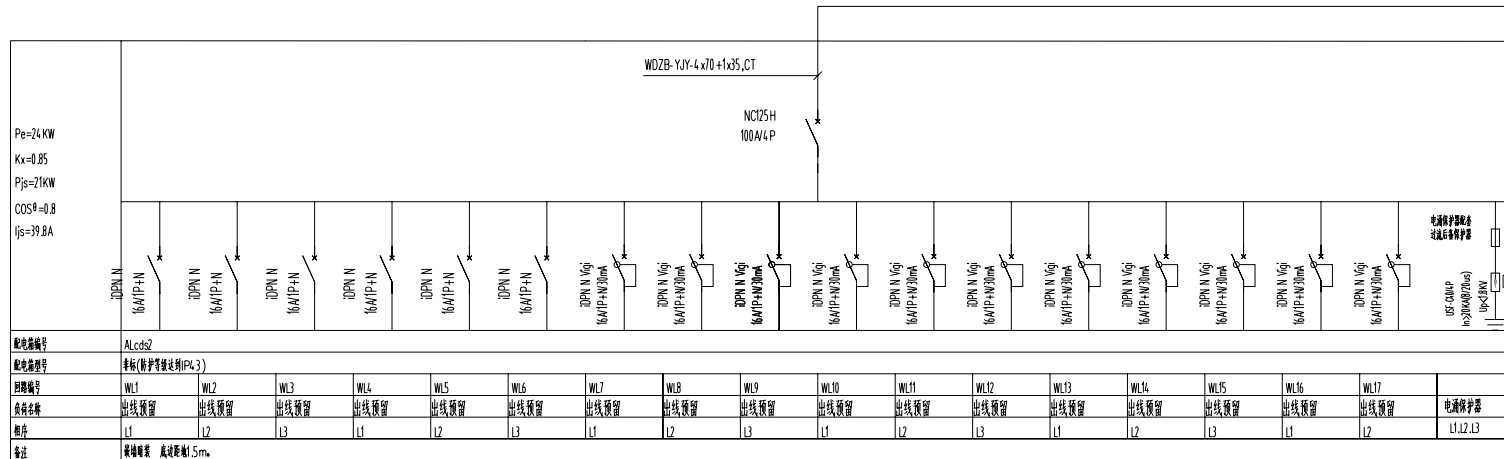 WDZB-YJY-4x70+1x35,CT
NC125H
100A/4P
Pe=24KW
Kx=0.85
Pjs=21KW
COSθ=0.8
Ijs=39.8A
iDPN N
16A/1P+N
iDPN N
16A/1P+N
iDPN N
16A/1P+N
iDPN N
16A/1P+N
iDPN N
16A/1P+N
iDPN N
16A/1P+N
iDPN N Vigi
16A/1P+N/30mA
iDPN N Vigi
16A/1P+N/30mA
iDPN N Vigi
16A/1P+N/30mA
iDPN N Vigi
16A/1P+N/30mA
iDPN N Vigi
16A/1P+N/30mA
iDPN N Vigi
16A/1P+N/30mA
iDPN N Vigi
16A/1P+N/30mA
iDPN N Vigi
16A/1P+N/30mA
iDPN N Vigi
16A/1P+N/30mA
iDPN N Vigi
16A/1P+N/30mA
iDPN N Vigi
16A/1P+N/30mA
电涌保护器配套
过流后备保护器
In≥20KA(8/20us)
配电箱编号 ALcds2
配电箱型号 非标(防护等级达到IP4.3)
回路编号 WL1 WL2 WL3 WL4 WL5 WL6 WL7 WL8 WL9 WL10 WL11 WL12 WL13 WL14 WL15 WL16 WL17
负荷名称 出线预留 出线预留 出线预留 出线预留 出线预留 出线预留 出线预留 出线预留 出线预留 出线预留 出线预留 出线预留 出线预留 出线预留 出线预留 出线预留 出线预留 电涌保护器
相序 L1 L2 L3 L1 L2 L3 L1 L2 L3 L1 L2 L3 L1 L2 L3 L1 L2 L1.L2.L3
备注 嵌墙暗装 底边距地1.5m。